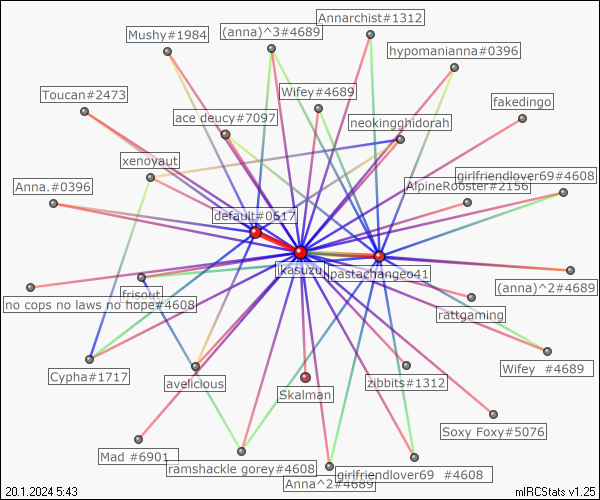 Annarchist#1312
(anna)^3#4689
Mushy#1984
hypomanianna#0396
Wifey#4689
Toucan#2473
fakedingo
ace deucy#7097
neokingghidorah
xenoyaut
girlfriendlover69#4608
Anna.#0396
AlpineRooster#2156
default#0617
ikasuzu
pastachangeo41
(anna)^2#4689
frisout
no cops no laws no hope#4608
rattgaming
Wifey #4689
Cypha#1717
avelicious
zibbits#1312
Skalman
Soxy Foxy#5076
Mad #6901
ramshackle gorey#4608
girlfriendlover69 #4608
Anna^2#4689
20.1.2024 5:43
mIRCStats v1.25